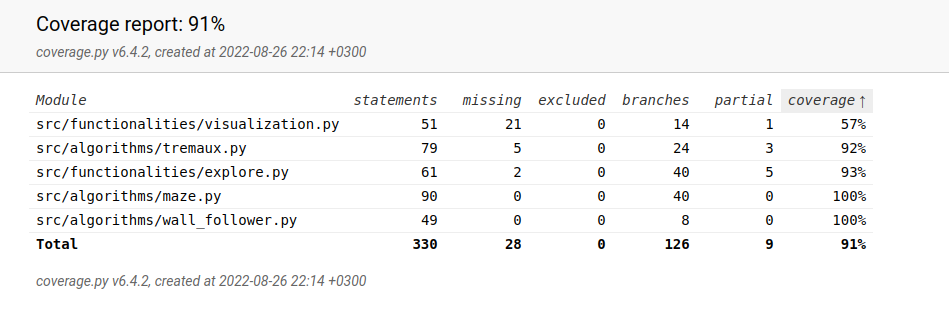 Coverage report: 91%
coverage.py v6.4.2, created at 2022-08-26 22:14 +0300
Module statements missing excluded branches partial coverage ↑
src/functionalities/visualization.py 51 21 0 14 1 57%
src/algorithms/tremaux.py 79 5 0 24 3 92%
src/functionalities/explore.py 61 2 0 40 5 93%
src/algorithms/maze.py 90 0 0 40 0 100%
src/algorithms/wall_follower.py 49 0 0 8 0 100%
Total 330 28 0 126 9 91%
coverage.py v6.4.2, created at 2022-08-26 22:14 +0300